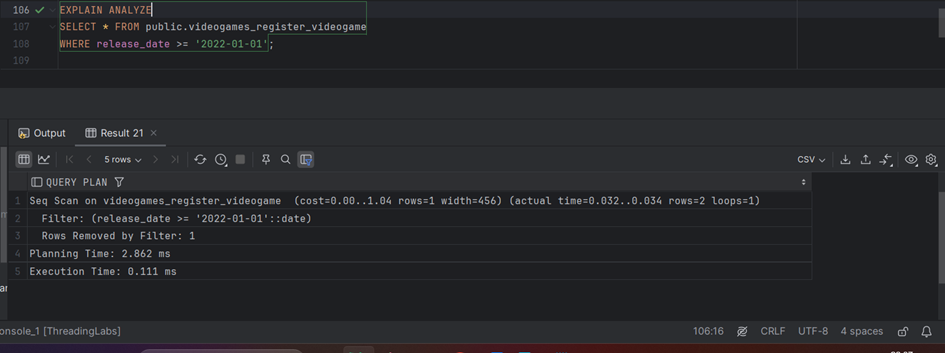 106 EXPLAIN ANALYZE
107 SELECT * FROM public.videogames_register_videogame
108 WHERE release_date >= '2022-01-01';
109
Output Result 21
5 rows CSV
QUERY PLAN
1 Seq Scan on videogames_register_videogame (cost=0.00..1.04 rows=1 width=456) (actual time=0.032..0.034 rows=2 loops=1)
2 Filter: (release_date >= '2022-01-01'::date)
3 Rows Removed by Filter: 1
4 Planning Time: 2.862 ms
5 Execution Time: 0.111 ms
onsole_1 [ThreadingLabs] 106:16 CRLF UTF-8 4 spaces